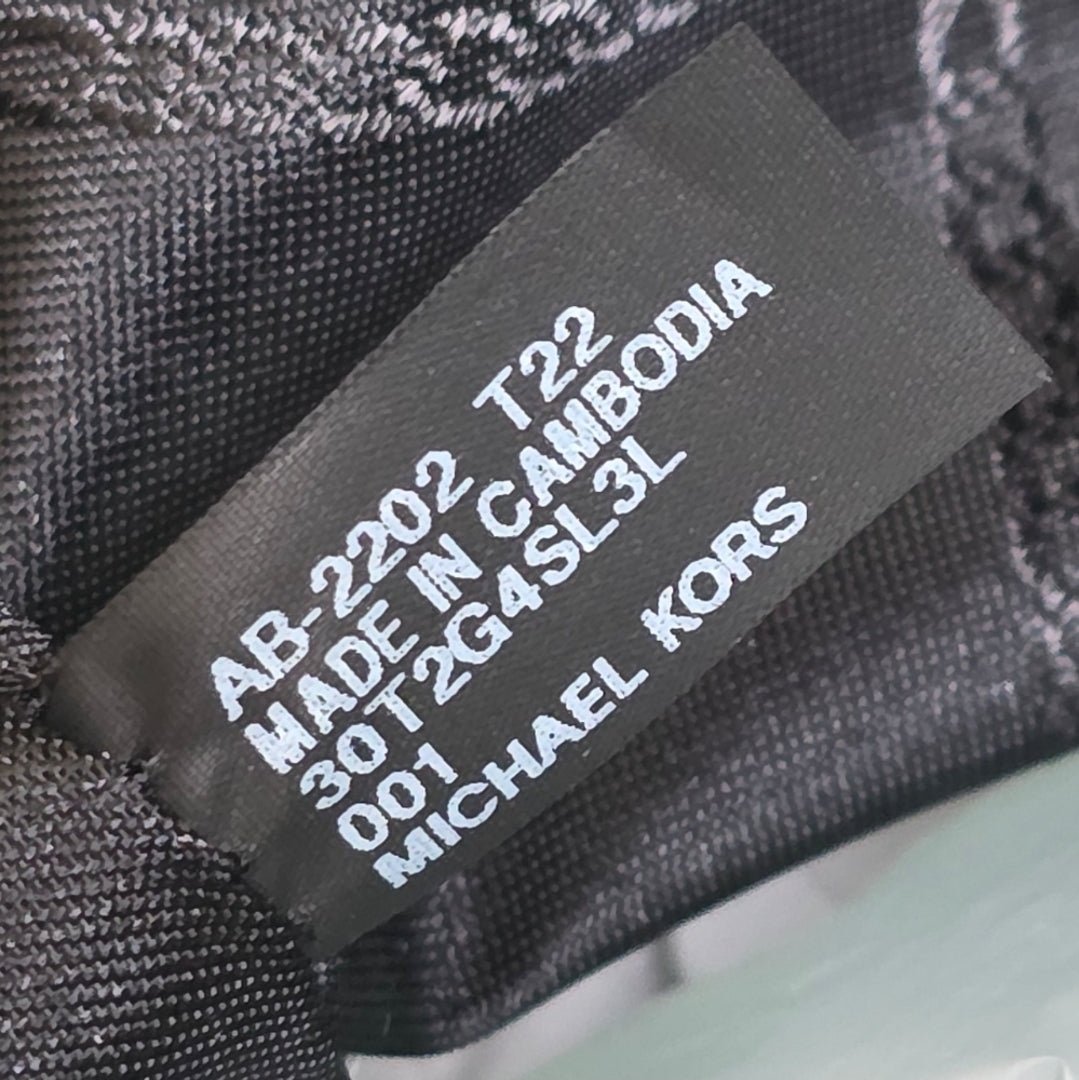 AB-2202 T22
MADE IN CAMBODIA
30T2G4SL3L
001
MICHAEL KORS